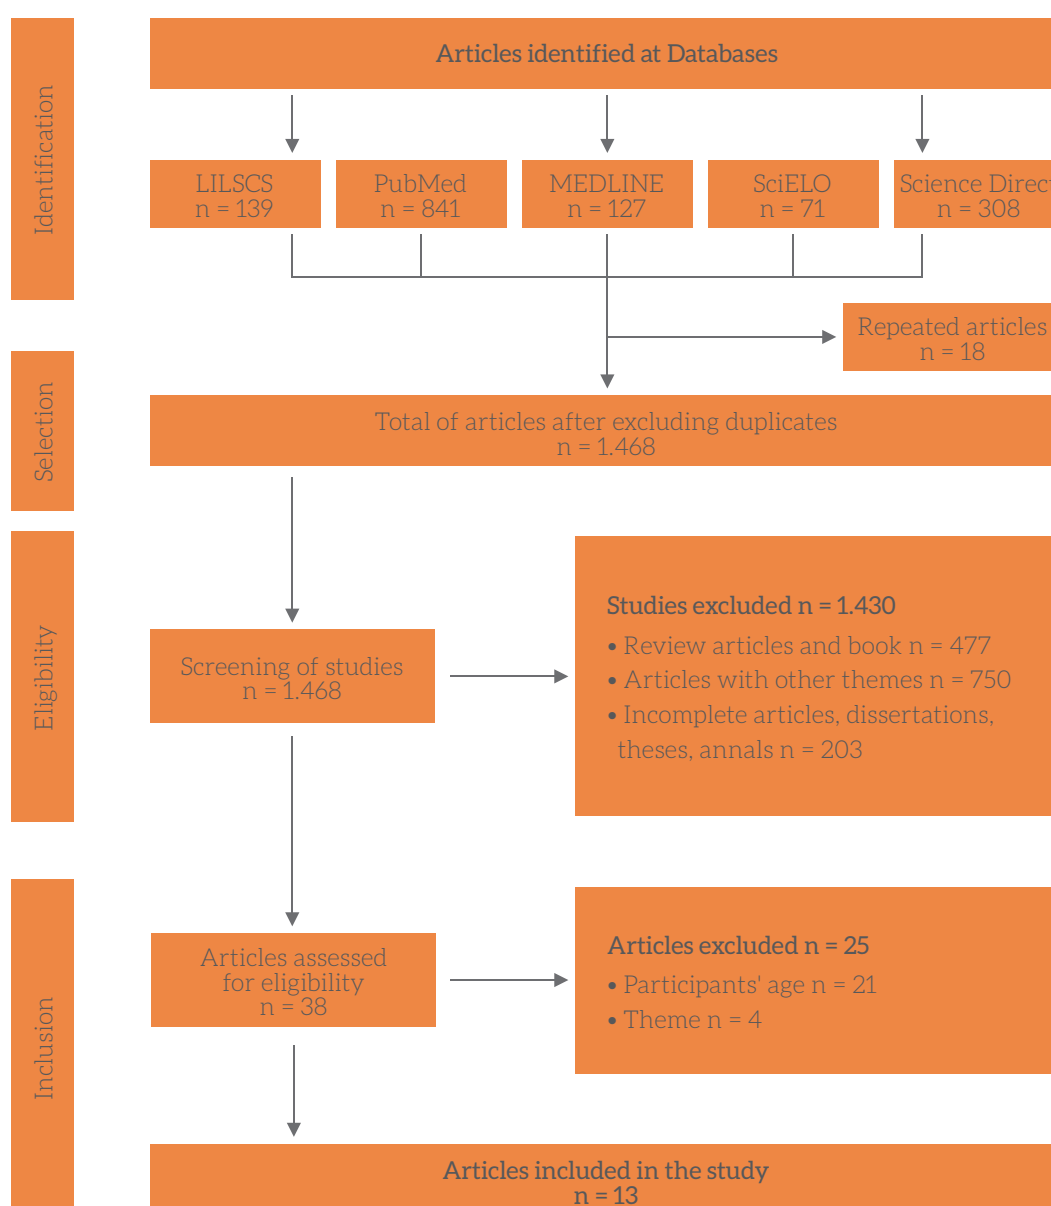 Identification
Articles identified at Databases
LILSCS
n = 139
PubMed
n = 841
MEDLINE
n = 127
SciELO
n = 71
Science Direc
n = 308
Repeated articles
n = 18
Selection
Total of articles after excluding duplicates
n = 1.468
Eligibility
Screening of studies
n = 1.468
Studies excluded n = 1.430
• Review articles and book n = 477
• Articles with other themes n = 750
• Incomplete articles, dissertations,
theses, annals n = 203
Inclusion
Articles assessed
for eligibility
n = 38
Articles excluded n = 25
• Participants' age n = 21
• Theme n = 4
Articles included in the study
n = 13